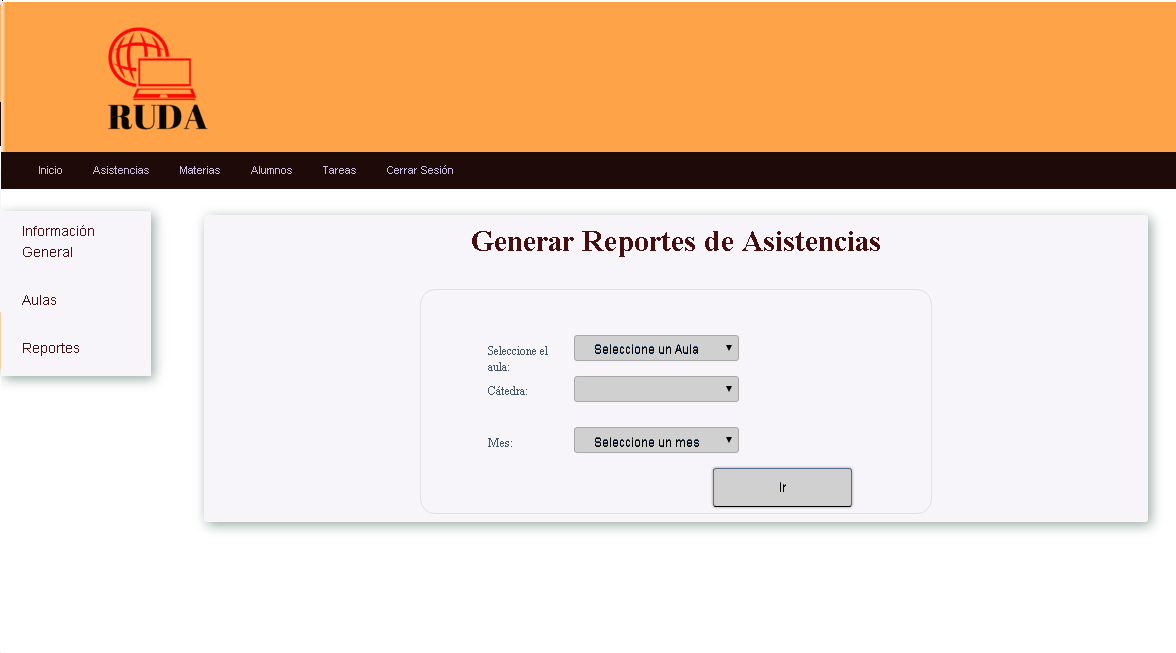 RUDA
Inicio Asistencias Materias Alumnos Tareas Cerrar Sesión
Información
General
Aulas
Reportes
Generar Reportes de Asistencias
Seleccione el
aula:
Seleccione un Aula
Cátedra:
Mes:
Seleccione un mes
Ir